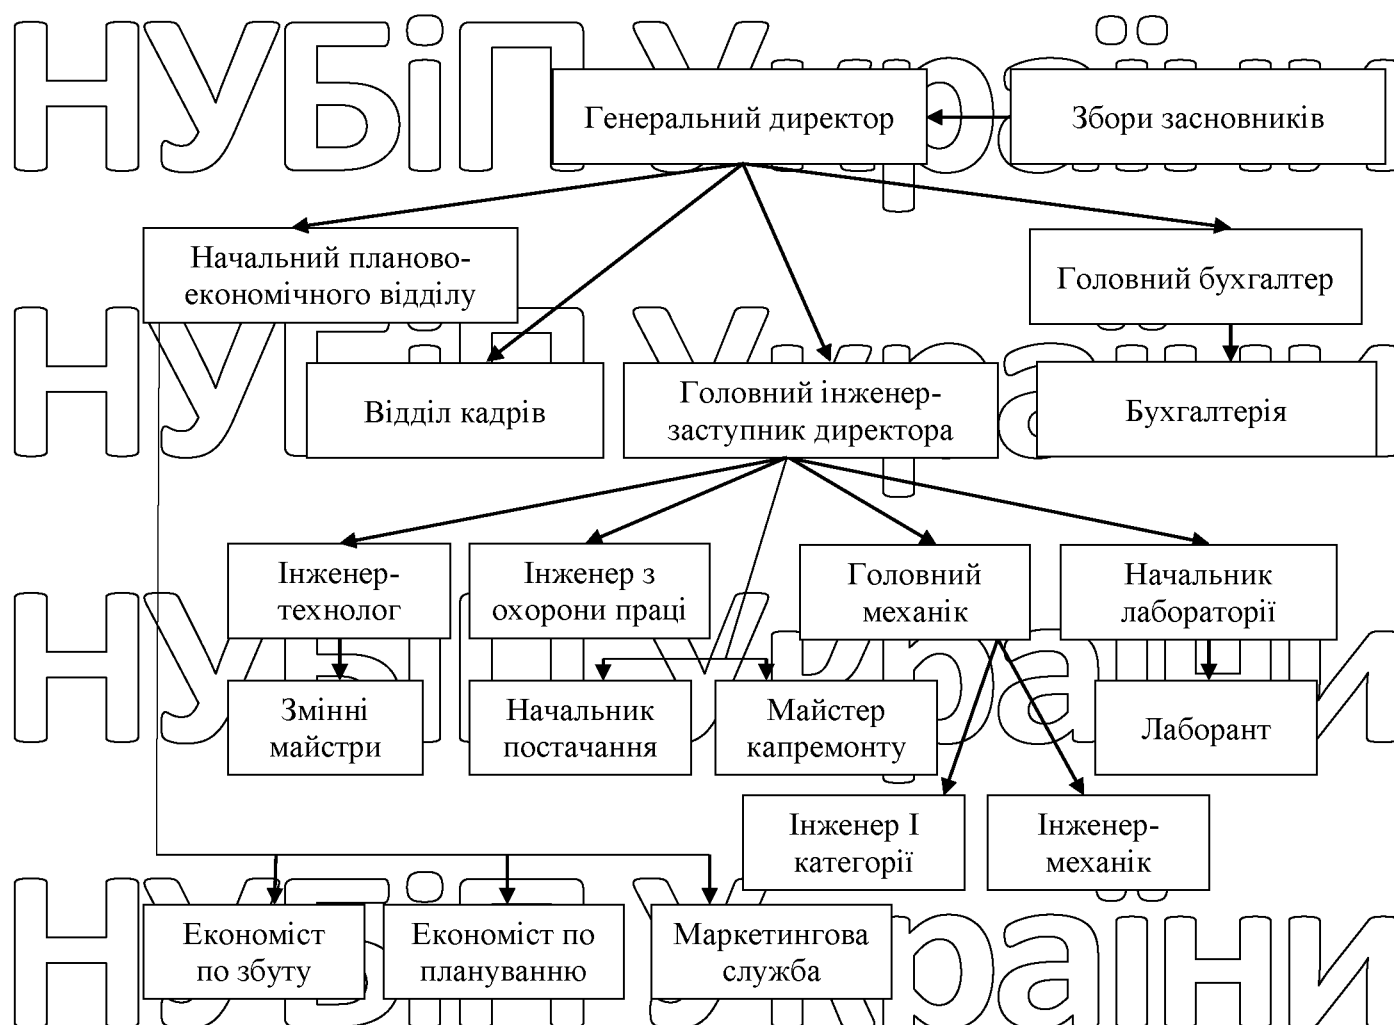 НУБіП України
Генеральний директор
Збори засновників
Начальний планово-
економічного відділу
Головний бухгалтер
НУБіП України
Відділ кадрів
Головний інженер-
заступник директора
Бухгалтерія
Інженер-
технолог
Інженер з
охорони праці
Головний
механік
Начальник
лабораторії
НУБіП України
Змінні
майстри
Начальник
постачання
Майстер
капремонту
Лаборант
Інженер І
категорії
Інженер-
механік
НУБіП України
Економіст
по збуту
Економіст по
плануванню
Маркетингова
служба